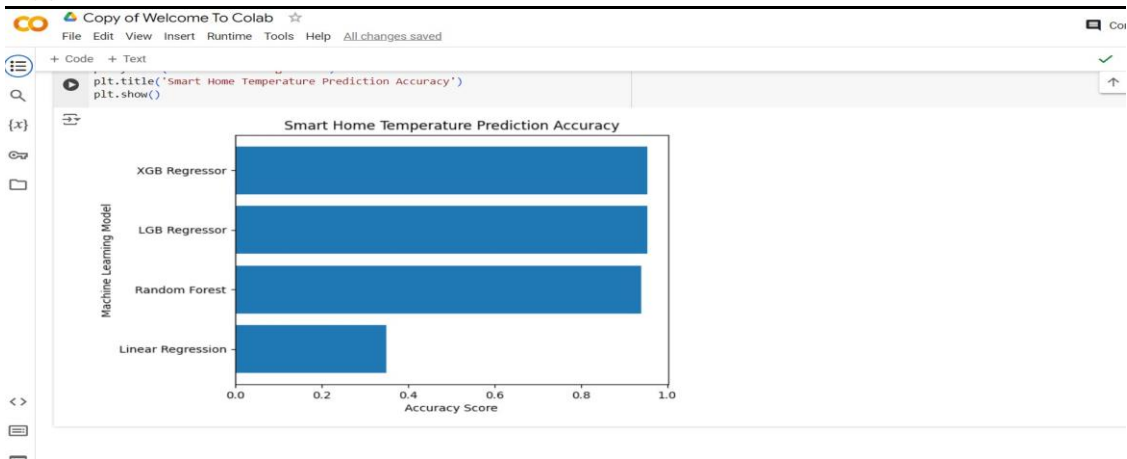 CO Copy of Welcome To Colab
File Edit View Insert Runtime Tools Help All changes saved
+ Code + Text
plt.title('Smart Home Temperature Prediction Accuracy')
plt.show()
{x}
Smart Home Temperature Prediction Accuracy
Machine Learning Model
XGB Regressor
LGB Regressor
Random Forest
Linear Regression
0.0 0.2 0.4 0.6 0.8 1.0
Accuracy Score
<>